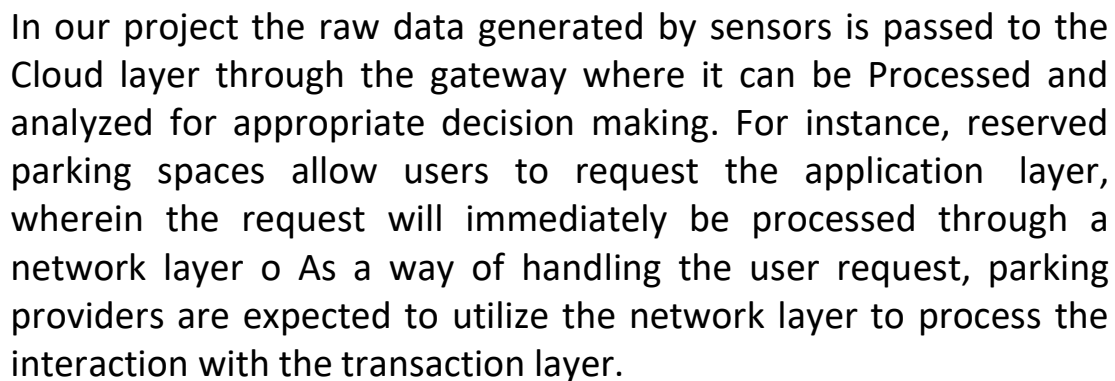 In our project the raw data generated by sensors is passed to the
Cloud layer through the gateway where it can be Processed and
analyzed for appropriate decision making. For instance, reserved
parking spaces allow users to request the application layer,
wherein the request will immediately be processed through a
network layer o As a way of handling the user request, parking
providers are expected to utilize the network layer to process the
interaction with the transaction layer.